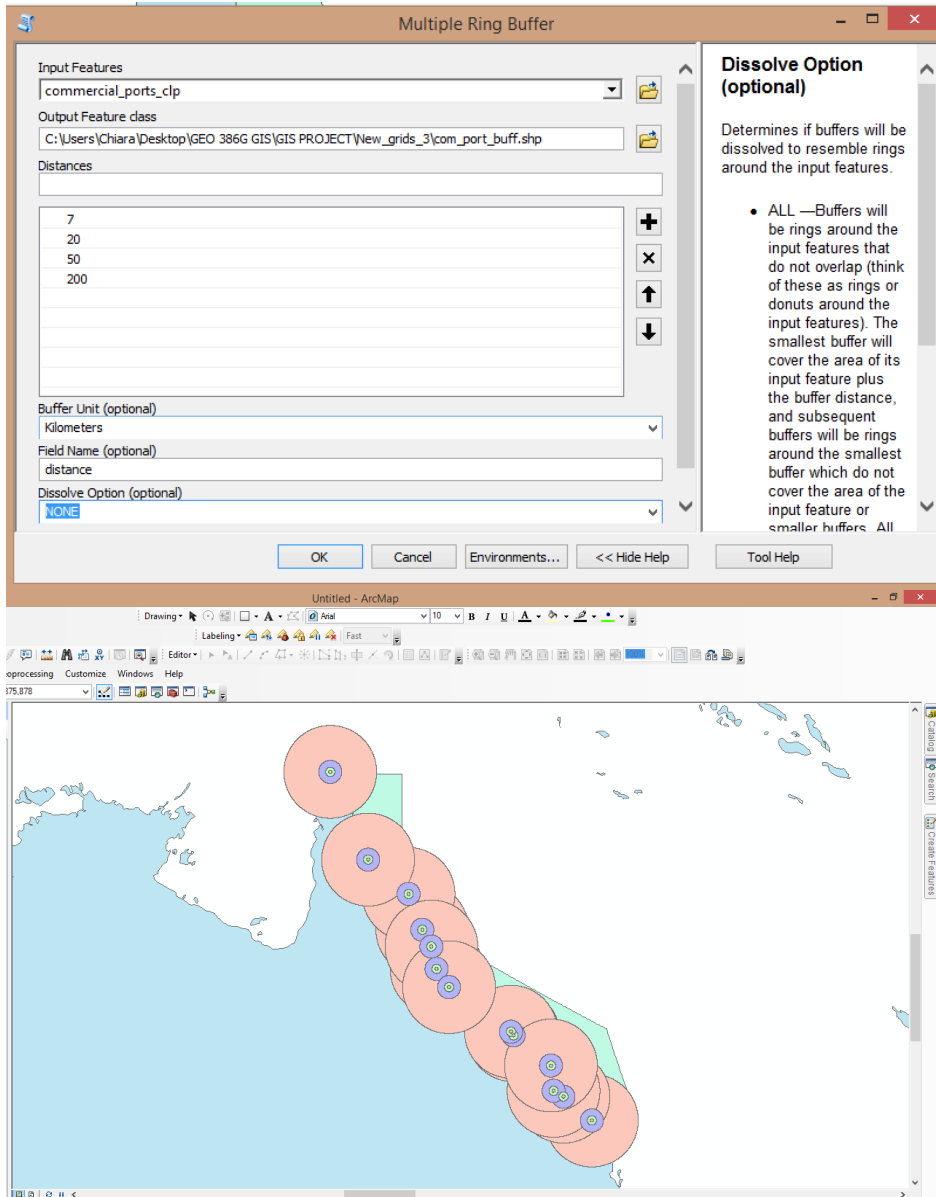 Multiple Ring Buffer
Input Features
commercial_ports_clp
Output Feature class
C:\Users\Chiara\Desktop\GEO 386G GIS\GIS PROJECT\New_grids_3\com_port_buff.shp
Distances
7
20
50
200
Buffer Unit (optional)
Kilometers
Field Name (optional)
distance
Dissolve Option (optional)
NONE
Dissolve Option
(optional)
Determines if buffers will be
dissolved to resemble rings
around the input features.
• ALL —Buffers will
be rings around the
input features that
do not overlap (think
of these as rings or
donuts around the
input features). The
smallest buffer will
cover the area of its
input feature plus
the buffer distance,
and subsequent
buffers will be rings
around the smallest
buffer which do not
cover the area of the
input feature or
smaller buffers. All
OK
Cancel
Environments...
<< Hide Help
Tool Help
Untitled - ArcMap
Drawing
Arial
10
B I U A
Labeling
Fast
Editor
100%
eoprocessing Customize Windows Help
375,878
Catalog
Search
Create Features